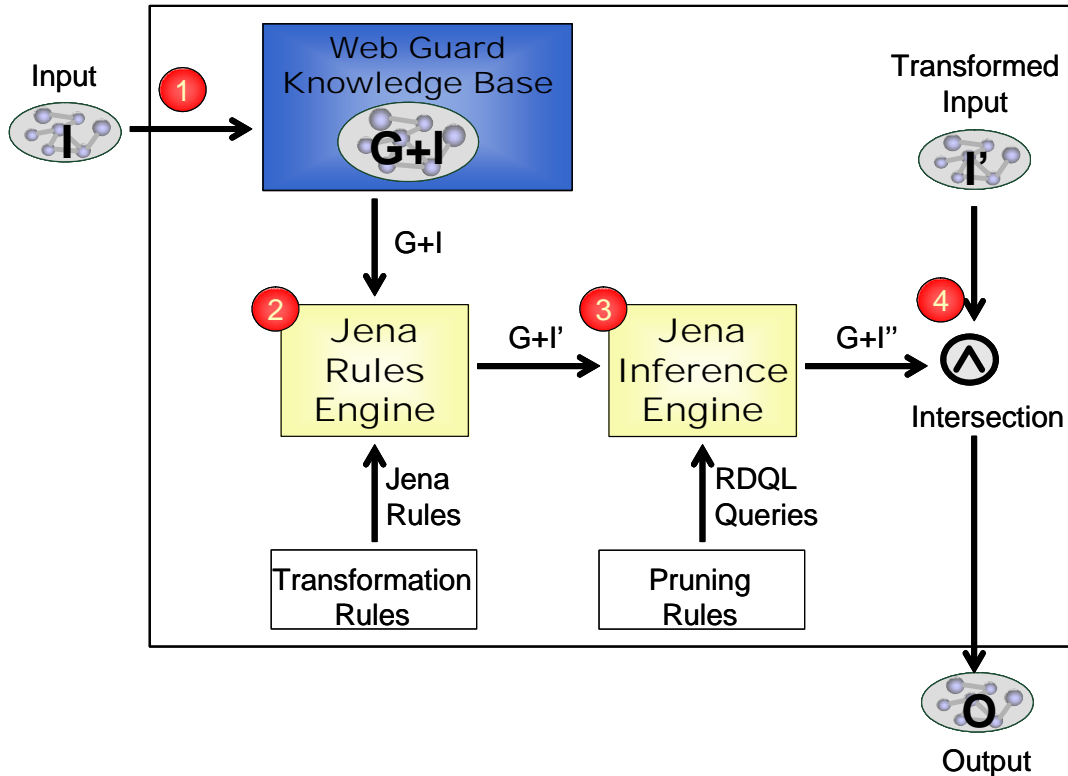 Web Guard
Knowledge Base
Input
1
Transformed
Input
I
G+I
I'
G+I
2
3
4
Jena
Rules
Engine
G+I'
Jena
Inference
Engine
G+I''
Intersection
Jena
Rules
RDQL
Queries
Transformation
Rules
Pruning
Rules
O
Output